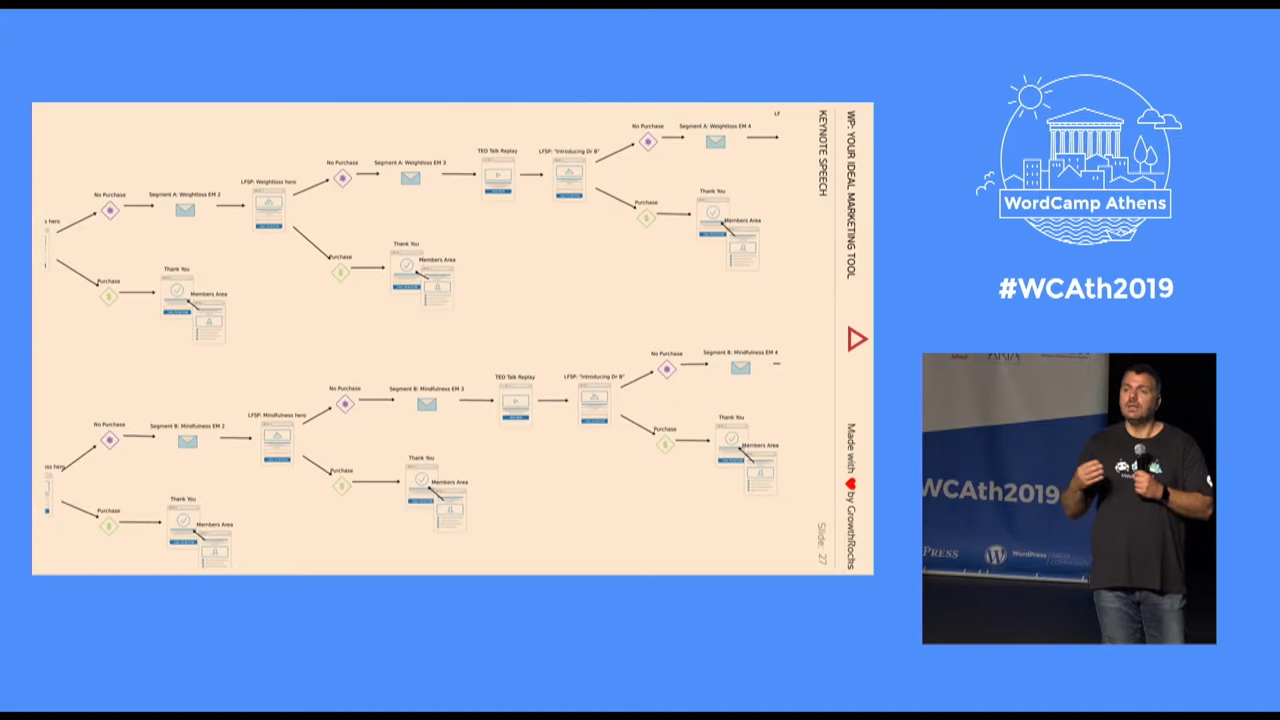 LF
No Purchase
Segment A: Weightloss EM 4
TED Talk Replay
LFSP: "Introducing Dr B"
No Purchase
Segment A: Weightloss EM 3
LFSP: Weightloss hero
No Purchase
Segment A: Weightloss EM 2
s hero
Purchase
Thank You
Members Area
Purchase
Thank You
Members Area
Purchase
Thank You
Members Area
No Purchase
Segment B: Mindfulness EM 4
TED Talk Replay
LFSP: "Introducing Dr B"
No Purchase
Segment B: Mindfulness EM 3
LFSP: Mindfulness hero
No Purchase
Segment B: Mindfulness EM 2
ss hero
Purchase
Thank You
Members Area
Purchase
Thank You
Members Area
Purchase
Thank You
Members Area
WP: YOUR IDEAL MARKETING TOOL
KEYNOTE SPEECH
Made with ♥ by GrowthRocks
Slide: 27
WordCamp Athens
#WCAth2019
WCAth2019
PRESS
WordPress